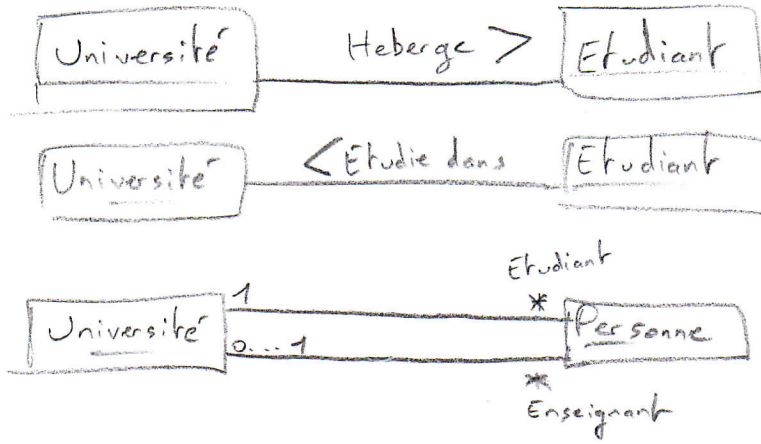 Université Heberge > Etudiant
Université < Etudie dans Etudiant
Etudiant
1 *
Université Personne
0...1 *
Enseignant